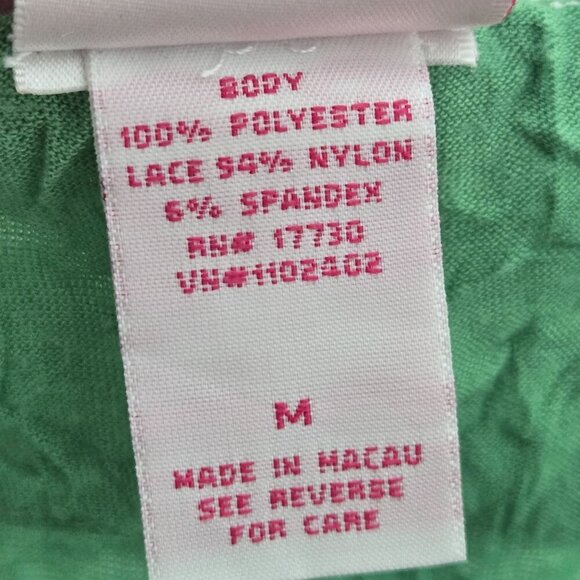 BODY
100% POLYESTER
LACE 94% NYLON
6% SPANDEX
RN# 17730
VN#1102402
M
MADE IN MACAU
SEE REVERSE
FOR CARE